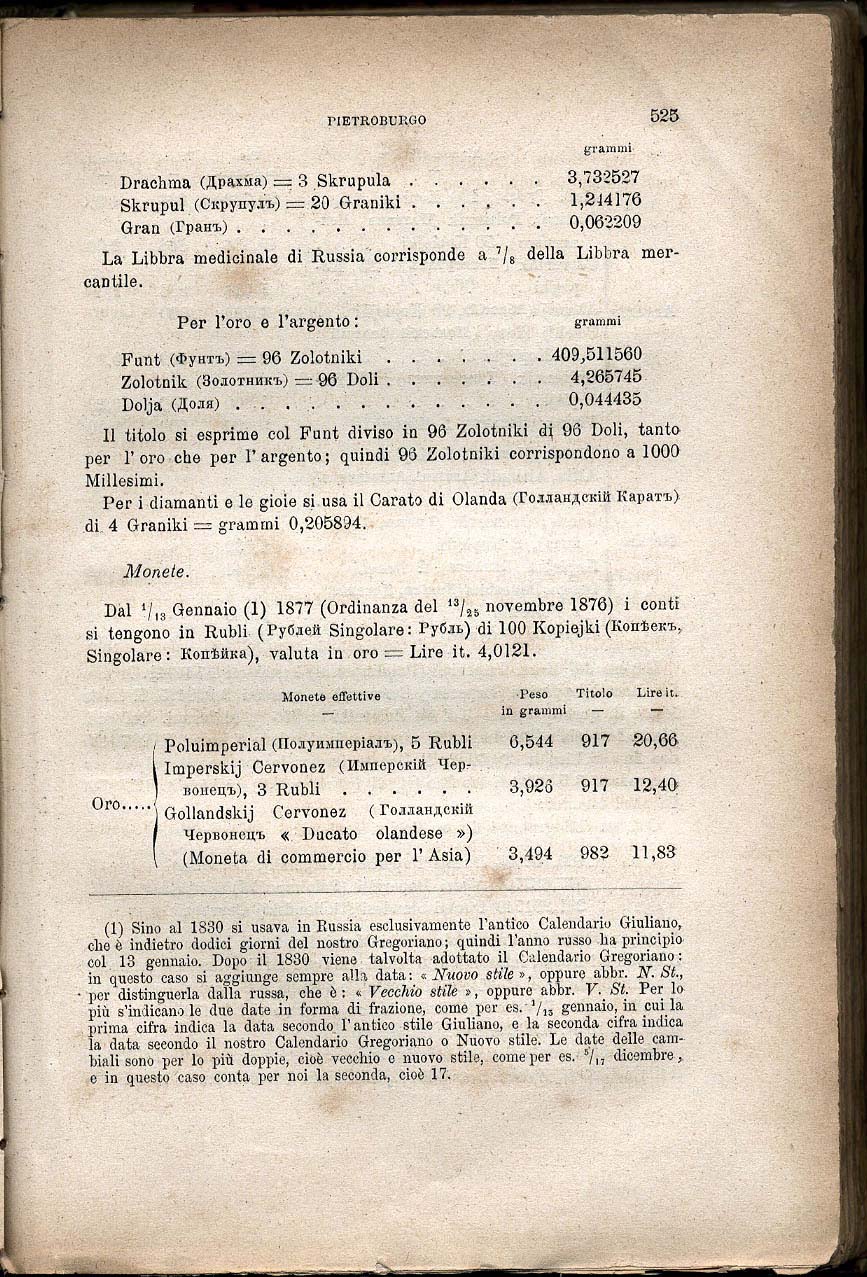 PIETROBURGO 525
grammi
Drachma (Драхма) = 3 Skrupula . . . . . . 3,732527
Skrupul (Скрупулъ) = 20 Graniki . . . . . . 1,244176
Gran (Гранъ) . . . . . . . . . . . . . 0,062209
La Libbra medicinale di Russia corrisponde a 7/8 della Libbra mer-
cantile.
Per l'oro e l'argento: grammi
Funt (Фунтъ) = 96 Zolotniki . . . . . . . 409,511560
Zolotnik (Золотникъ) = 96 Doli . . . . . . . 4,265745
Dolja (Доля) . . . . . . . . . . . . . 0,044435
Il titolo si esprime col Funt diviso in 96 Zolotniki di 96 Doli, tanto
per l' oro che per l' argento; quindi 96 Zolotniki corrispondono a 1000
Millesimi.
Per i diamanti e le gioie si usa il Carato di Olanda (Голландскій Каратъ)
di 4 Graniki = grammi 0,205894.
Monete.
Dal 1/13 Gennaio (1) 1877 (Ordinanza del 13/25 novembre 1876) i conti
si tengono in Rubli (Рублей Singolare: Рубль) di 100 Kopiejki (Копѣекъ,
Singolare: Копѣйка), valuta in oro = Lire it. 4,0121.
Monete effettive Peso Titolo Lire it.
— in grammi — —
Poluimperial (Полуимперіалъ), 5 Rubli 6,544 917 20,66
Imperskij Cervonez (Имперскій Чер-
вонецъ), 3 Rubli . . . . . . 3,926 917 12,40
Oro.....
Gollandskij Cervonez (Голландскій
Червонецъ « Ducato olandese »)
(Moneta di commercio per l' Asia) 3,494 982 11,83
(1) Sino al 1830 si usava in Russia esclusivamente l'antico Calendario Giuliano,
che è indietro dodici giorni del nostro Gregoriano; quindi l'anno russo ha principio
col 13 gennaio. Dopo il 1830 viene talvolta adottato il Calendario Gregoriano:
in questo caso si aggiunge sempre alla data: « Nuovo stile », oppure abbr. N. St.,
per distinguerla dalla russa, che è: « Vecchio stile », oppure abbr. V. St. Per lo
più s'indicano le due date in forma di frazione, come per es. 1/13 gennaio, in cui la
prima cifra indica la data secondo l' antico stile Giuliano, e la seconda cifra indica
la data secondo il nostro Calendario Gregoriano o Nuovo stile. Le date delle cam-
biali sono per lo più doppie, cioè vecchio e nuovo stile, come per es. 5/17 dicembre,
e in questo caso conta per noi la seconda, cioè 17.